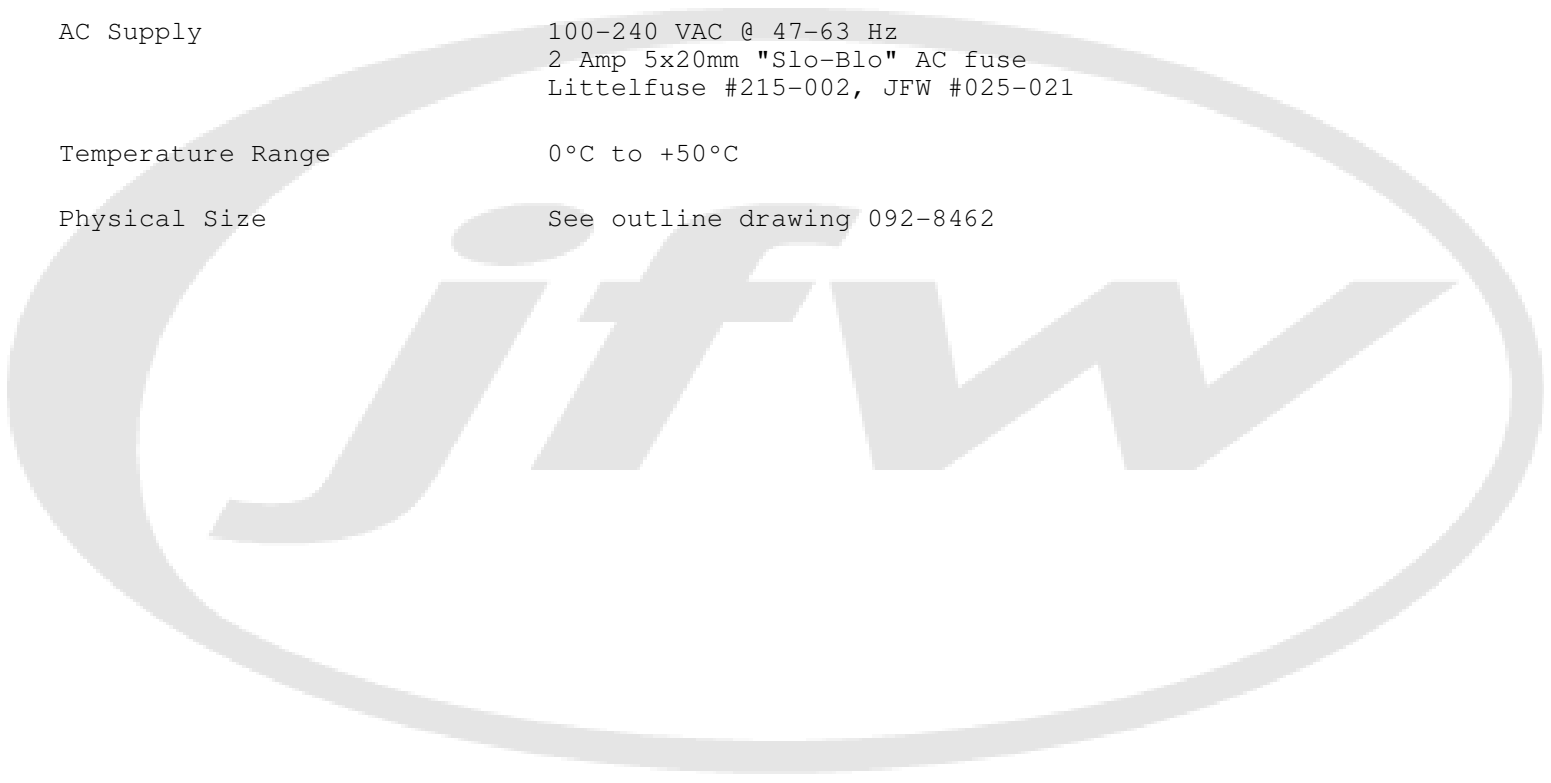 AC Supply 100-240 VAC @ 47-63 Hz
2 Amp 5x20mm "Slo-Blo" AC fuse
Littelfuse #215-002, JFW #025-021
Temperature Range 0°C to +50°C
Physical Size See outline drawing 092-8462
jfw